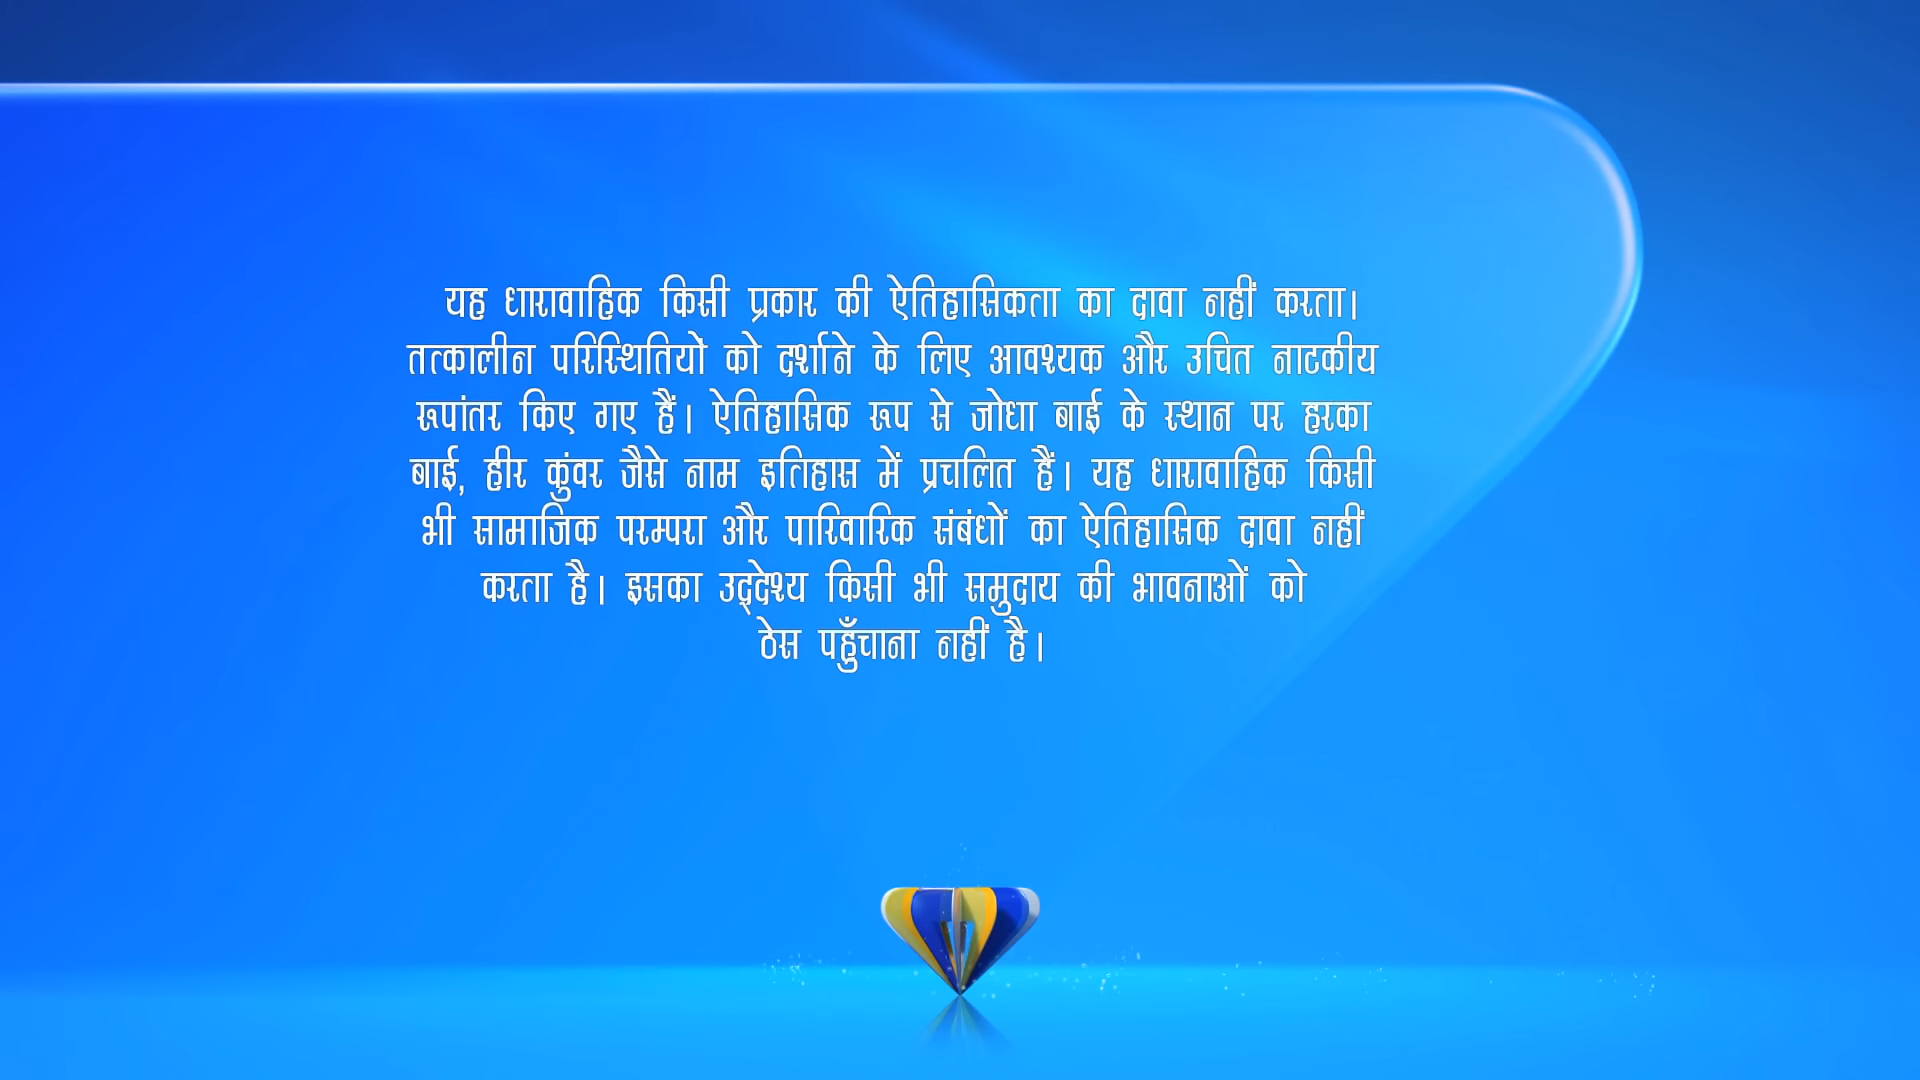 यह धारावाहिक किसी प्रकार की ऐतिहासिकता का दावा नहीं करता।
तत्कालीन परिस्थितियों को दर्शाने के लिए आवश्यक और उचित नाटकीय
रूपांतर किए गए हैं। ऐतिहासिक रूप से जोधा बाई के स्थान पर हरका
बाई, हीर कुंवर जैसे नाम इतिहास में प्रचलित हैं। यह धारावाहिक किसी
भी सामाजिक परम्परा और पारिवारिक संबंधों का ऐतिहासिक दावा नहीं
करता है। इसका उद्देश्य किसी भी समुदाय की भावनाओं को
ठेस पहुँचाना नहीं है।